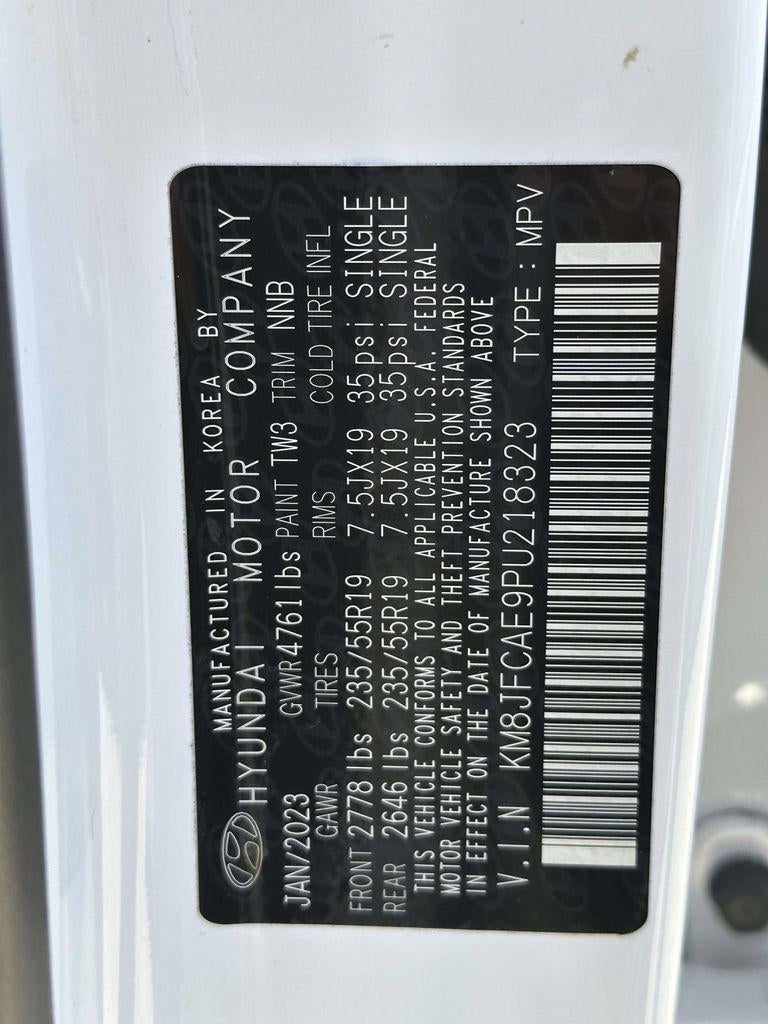 MANUFACTURED IN KOREA BY
HYUNDAI MOTOR COMPANY
JAN/2023 GVWR4761lbs PAINT TW3 TRIM NNB
GAWR TIRES RIMS COLD TIRE INFL
FRONT 2778lbs 235/55R19 7.5JX19 35psi SINGLE
REAR 2646lbs 235/55R19 7.5JX19 35psi SINGLE
THIS VEHICLE CONFORMS TO ALL APPLICABLE U.S.A. FEDERAL
MOTOR VEHICLE SAFETY AND THEFT PREVENTION STANDARDS
IN EFFECT ON THE DATE OF MANUFACTURE SHOWN ABOVE
V.I.N KM8JFCAE9PU218323 TYPE : MPV